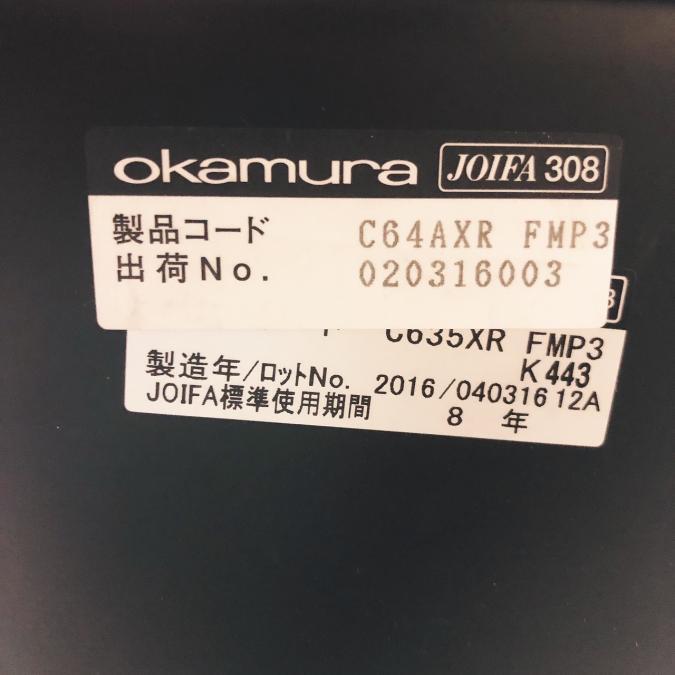 okamura JOIFA 308
製品コード C64AXR FMP3
出荷No. 020316003
C635XR FMP3
K443
製造年/ロットNo. 2016/04031612A
JOIFA標準使用期間 8 年